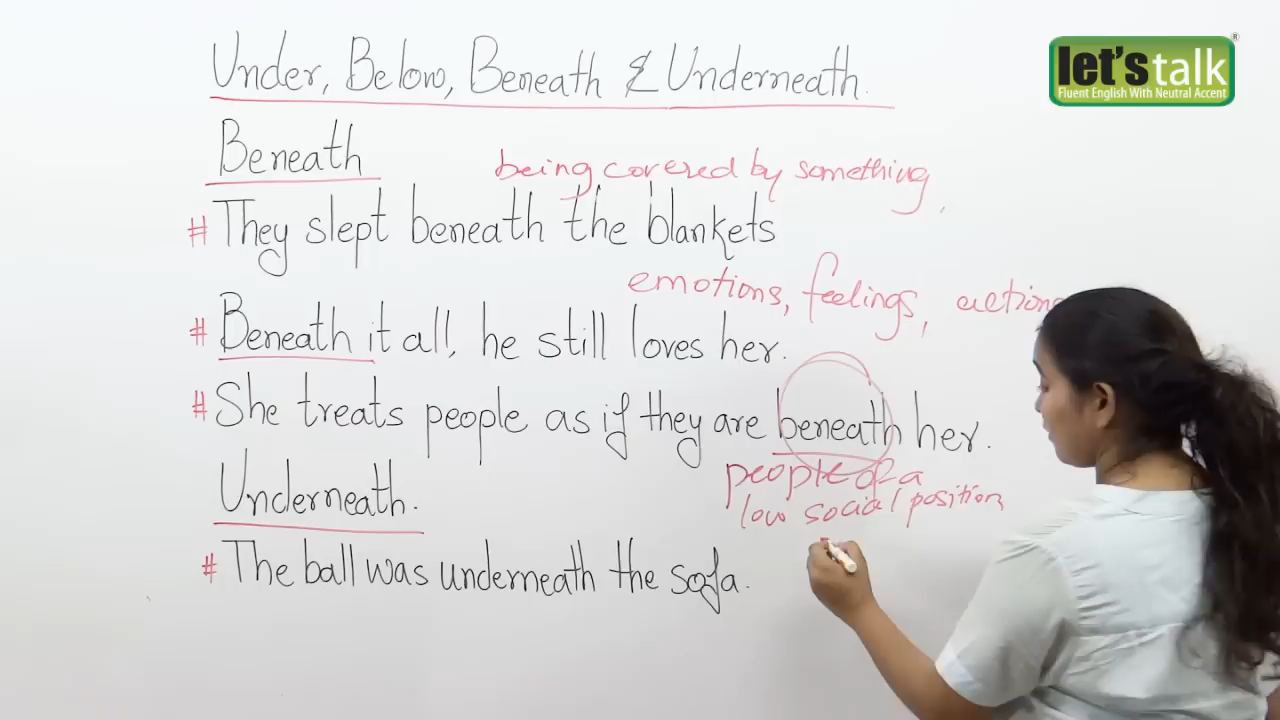 Under, Below, Beneath & Underneath.
let's talk
®
Fluent English With Neutral Accent
Beneath
being covered by something,
# They slept beneath the blankets
emotions, feelings, actions
# Beneath it all, he still loves her.
# She treats people as if they are beneath her.
people of a
low social position
Underneath.
# The ball was underneath the sofa.